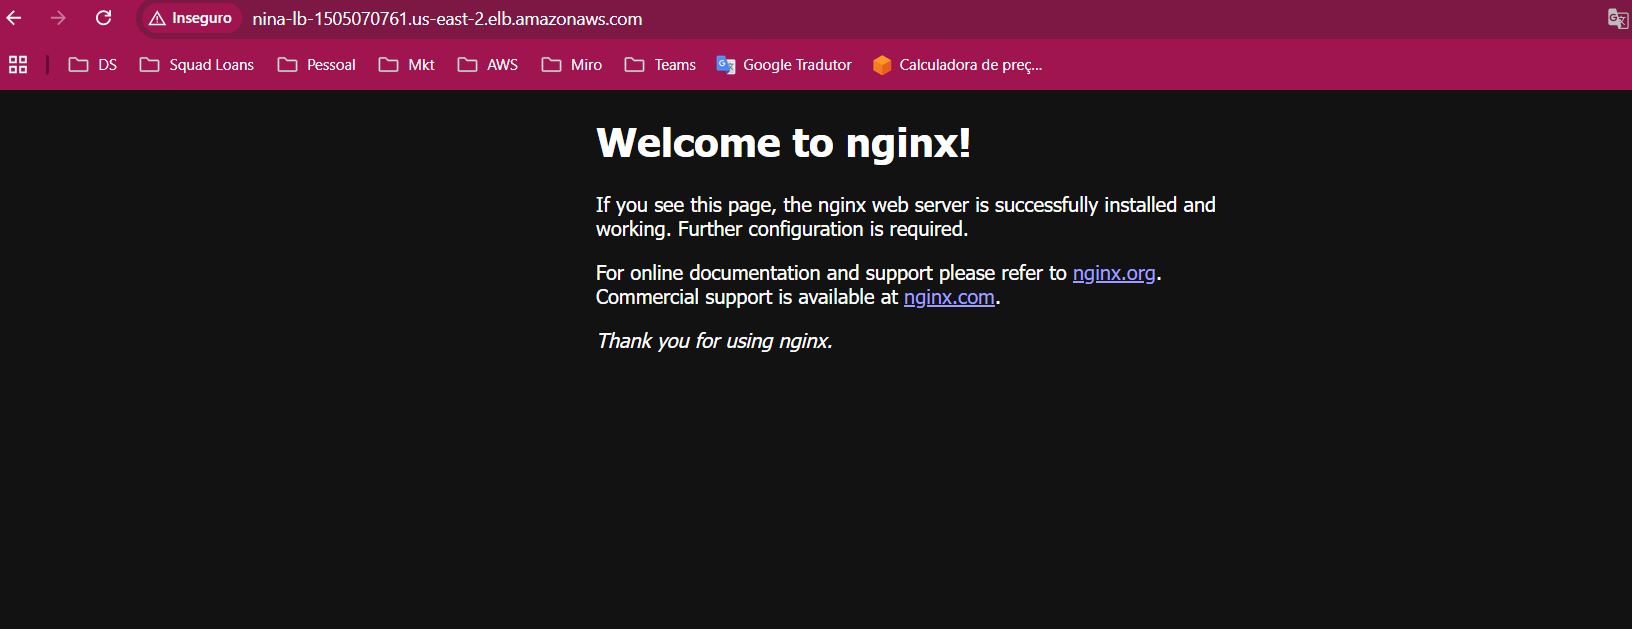 Inseguro nina-lb-1505070761.us-east-2.elb.amazonaws.com
DS Squad Loans Pessoal Mkt AWS Miro Teams Google Tradutor Calculadora de preç...
Welcome to nginx!
If you see this page, the nginx web server is successfully installed and
working. Further configuration is required.
For online documentation and support please refer to nginx.org.
Commercial support is available at nginx.com.
Thank you for using nginx.